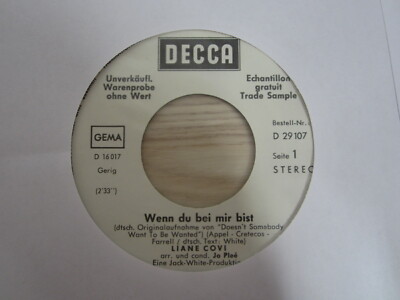 DECCA
Unverkäufl.
Warenprobe
ohne Wert
Echantillon
gratuit
Trade Sample
Bestell-Nr.
D 29 107
GEMA
D 16 017
Seite 1
Gerig
STEREO
(2'33")
Wenn du bei mir bist
(dtsch. Originalaufnahme von "Doesn't Somebody
Want To Be Wanted") (Appel - Cretecos -
Farrell / dtsch. Text: White)
LIANE COVI
arr. und cond. Jo Pleé
Eine Jack-White-Produktion